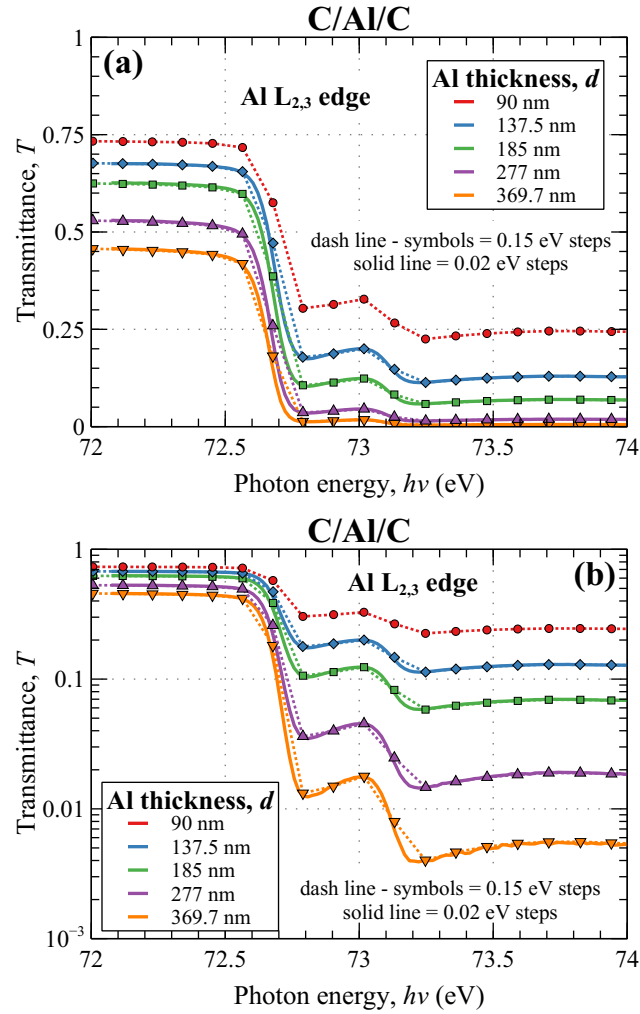 C/Al/C
(a)
Al L2,3 edge
Al thickness, d
90 nm
137.5 nm
185 nm
277 nm
369.7 nm
dash line - symbols = 0.15 eV steps
solid line = 0.02 eV steps
Transmittance, T
1
0.75
0.5
0.25
0
72
72.5
73
73.5
74
Photon energy, hν (eV)
C/Al/C
(b)
Al L2,3 edge
Al thickness, d
90 nm
137.5 nm
185 nm
277 nm
369.7 nm
dash line - symbols = 0.15 eV steps
solid line = 0.02 eV steps
Transmittance, T
1
0.1
0.01
10⁻³
72
72.5
73
73.5
74
Photon energy, hν (eV)